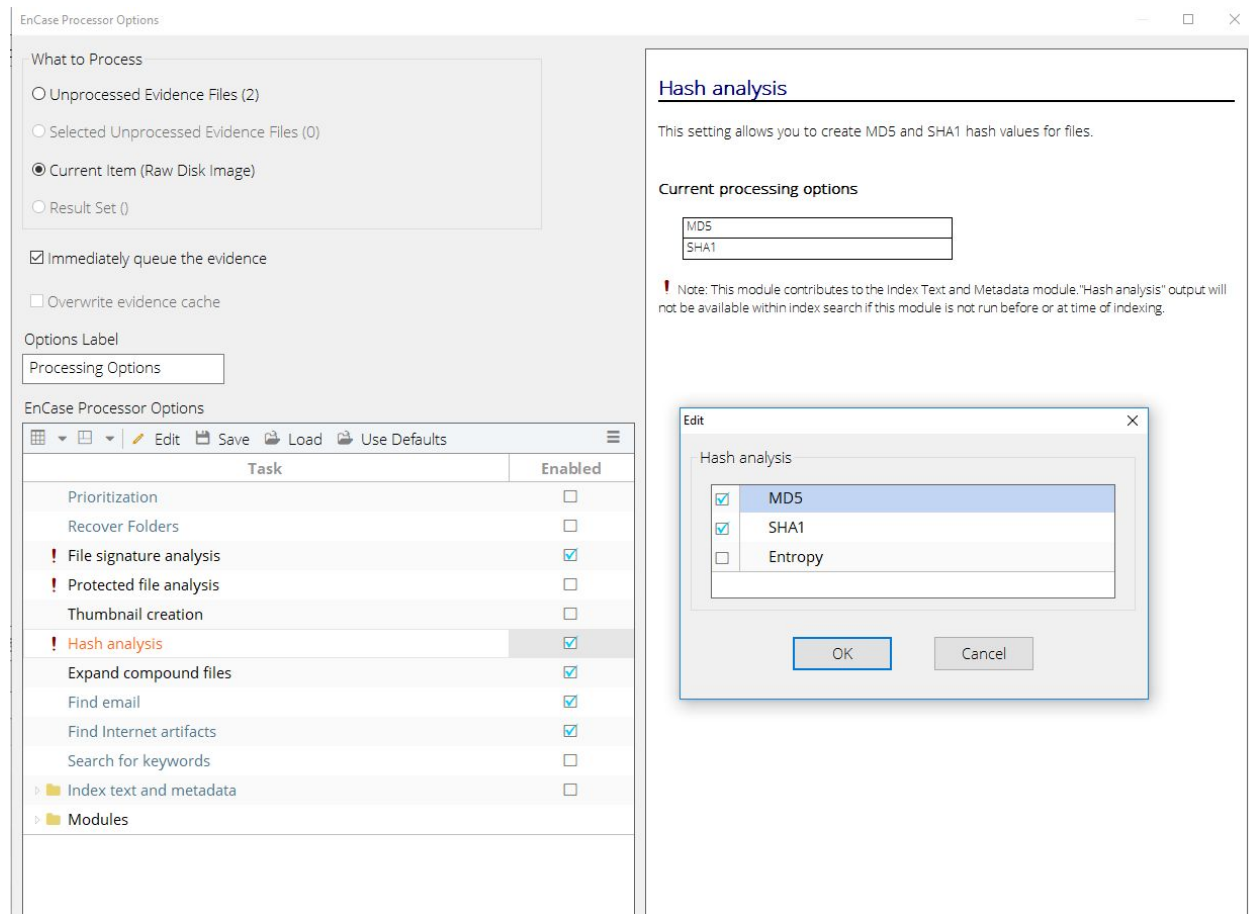 EnCase Processor Options
What to Process
Unprocessed Evidence Files (2)
Selected Unprocessed Evidence Files (0)
Current Item (Raw Disk Image)
Result Set ()
Immediately queue the evidence
Overwrite evidence cache
Options Label
Processing Options
EnCase Processor Options
Edit Save Load Use Defaults
Task Enabled
Prioritization
Recover Folders
! File signature analysis
! Protected file analysis
Thumbnail creation
! Hash analysis
Expand compound files
Find email
Find Internet artifacts
Search for keywords
Index text and metadata
Modules
Hash analysis
This setting allows you to create MD5 and SHA1 hash values for files.
Current processing options
MD5
SHA1
! Note: This module contributes to the Index Text and Metadata module."Hash analysis" output will
not be available within index search if this module is not run before or at time of indexing.
Edit
Hash analysis
MD5
SHA1
Entropy
OK Cancel